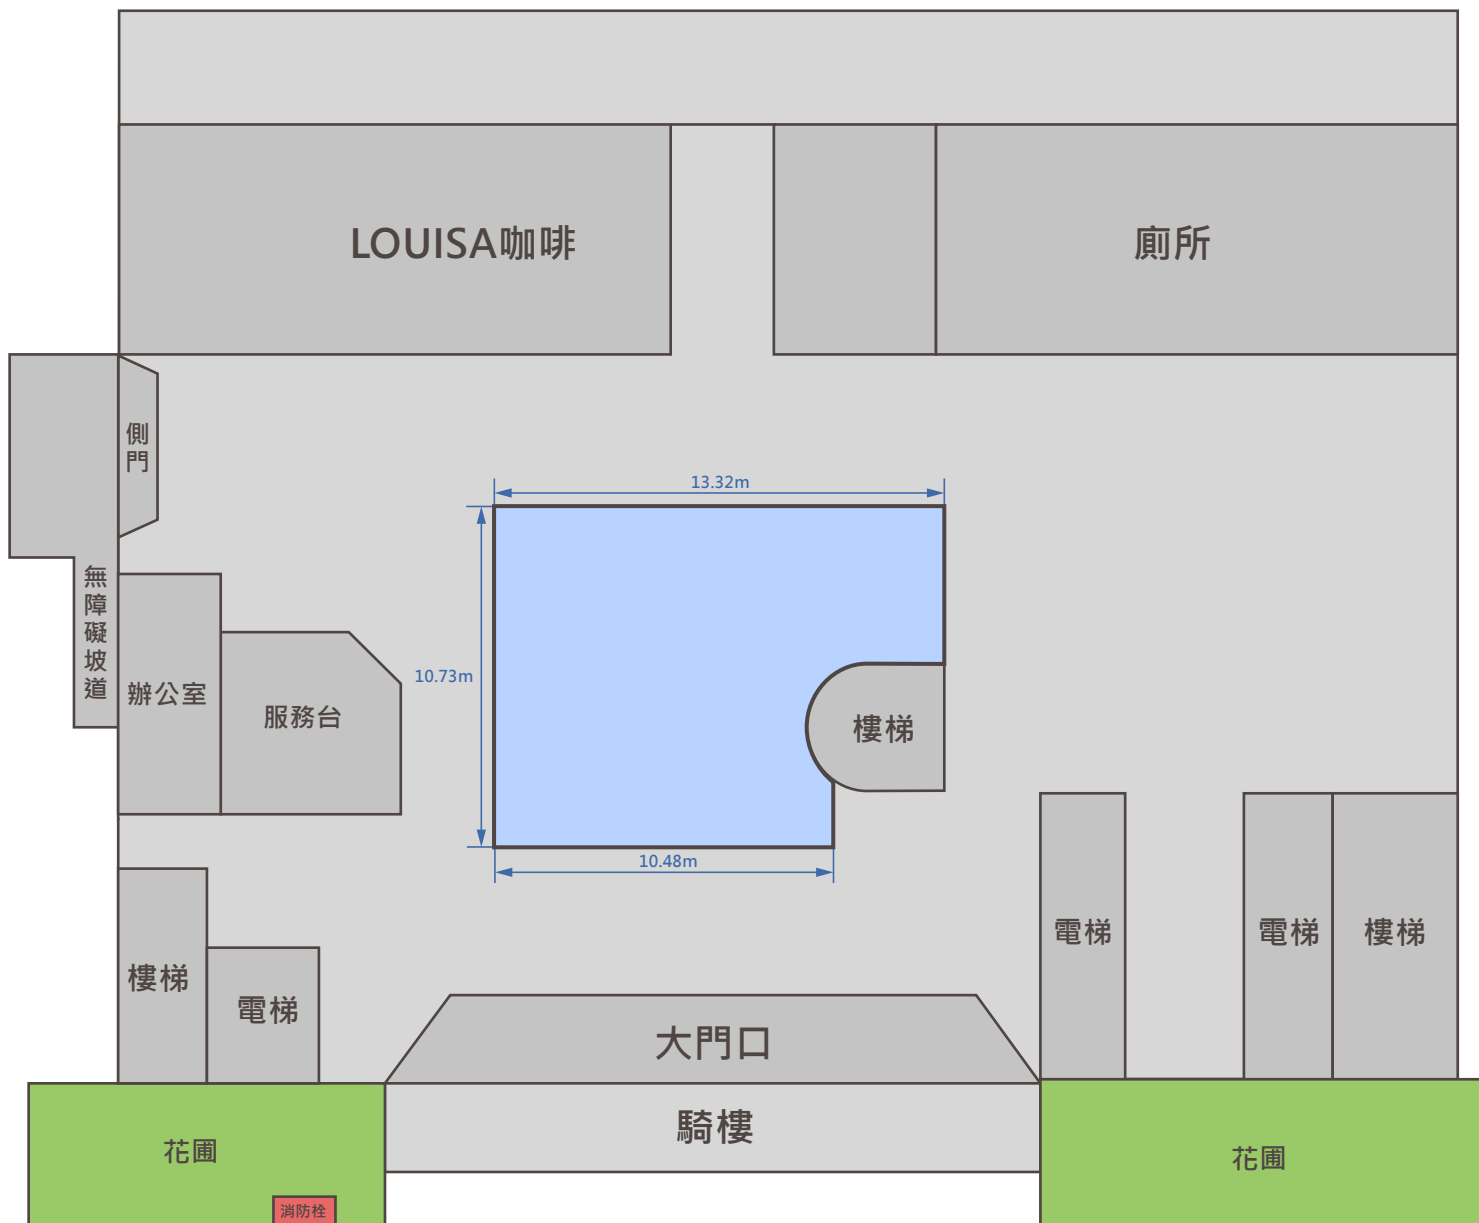 LOUISA咖啡
廁所
側門
13.32m
無障礙坡道
10.73m
辦公室
服務台
樓梯
10.48m
電梯
電梯
樓梯
樓梯
電梯
大門口
騎樓
花圃
花圃
消防栓